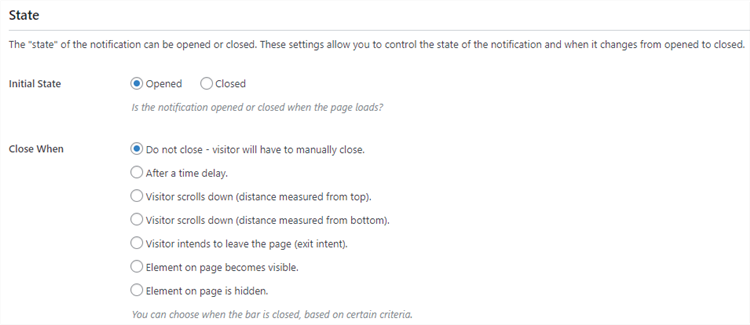 State
The "state" of the notification can be opened or closed. These settings allow you to control the state of the notification and when it changes from opened to closed.
Initial State Opened Closed
Is the notification opened or closed when the page loads?
Close When Do not close - visitor will have to manually close.
After a time delay.
Visitor scrolls down (distance measured from top).
Visitor scrolls down (distance measured from bottom).
Visitor intends to leave the page (exit intent).
Element on page becomes visible.
Element on page is hidden.
You can choose when the bar is closed, based on certain criteria.